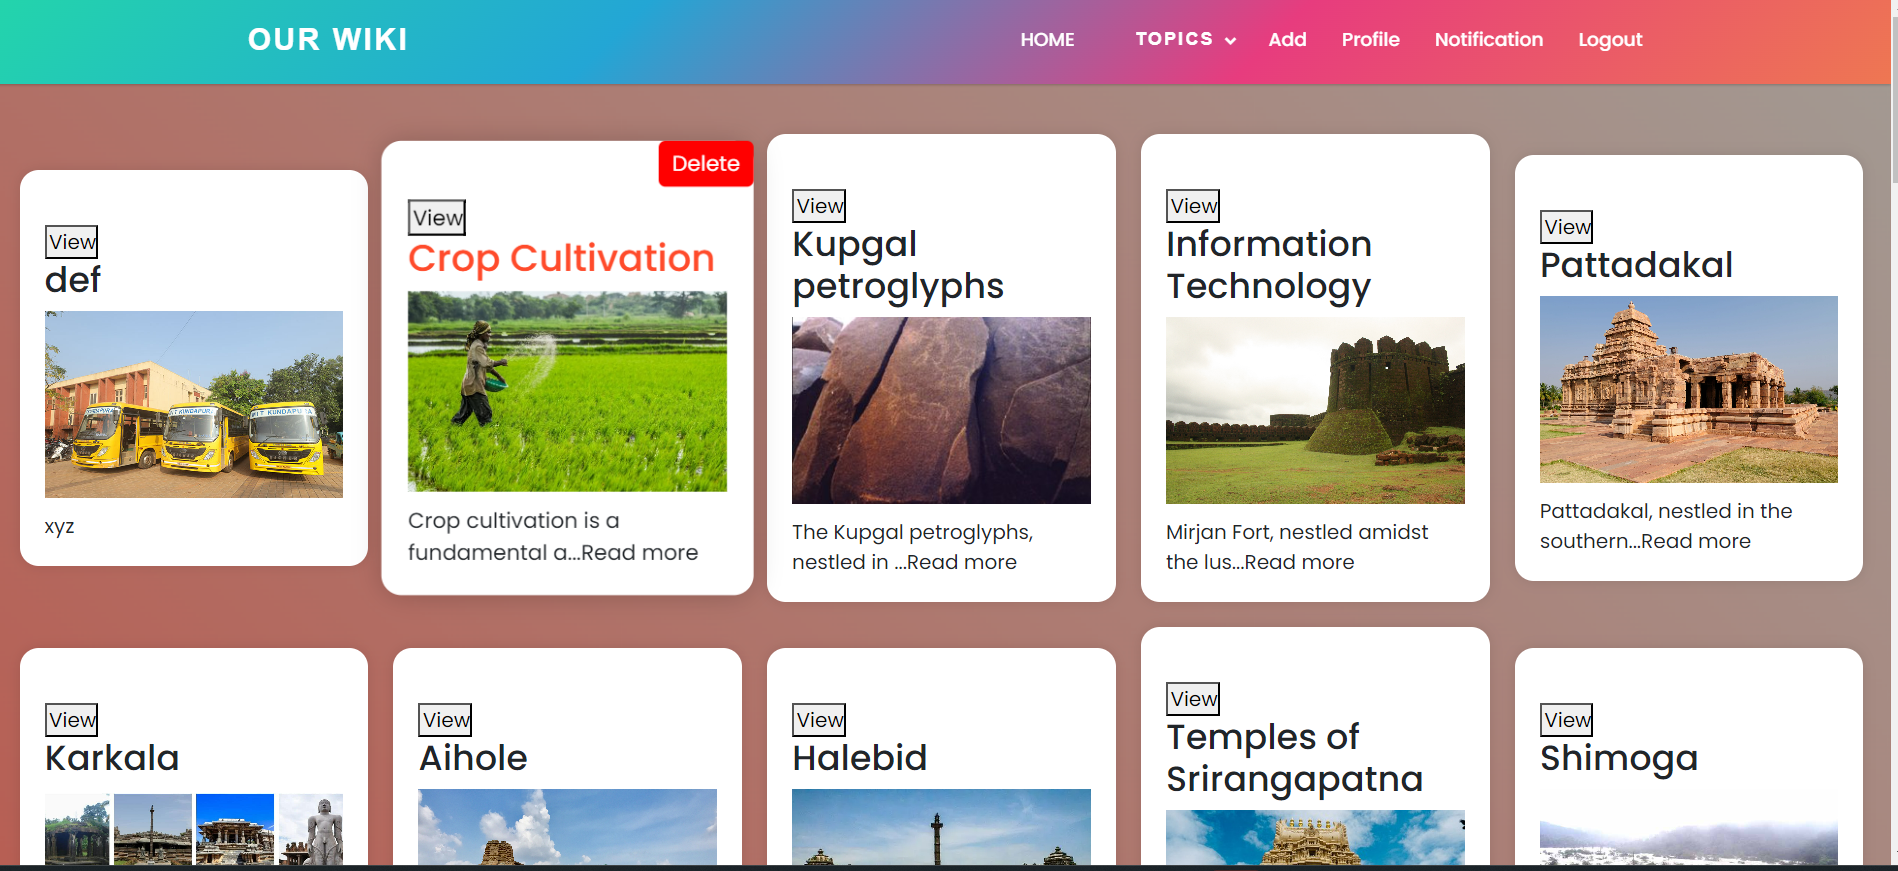 OUR WIKI
HOME TOPICS Add Profile Notification Logout
View
def
KUNDAPURA
xyz
Delete
View
Crop Cultivation
Crop cultivation is a
fundamental a...Read more
View
Kupgal
petroglyphs
The Kupgal petroglyphs,
nestled in ...Read more
View
Information
Technology
Mirjan Fort, nestled amidst
the lus...Read more
View
Pattadakal
Pattadakal, nestled in the
southern...Read more
View
Karkala
View
Aihole
View
Halebid
View
Temples of
Srirangapatna
View
Shimoga